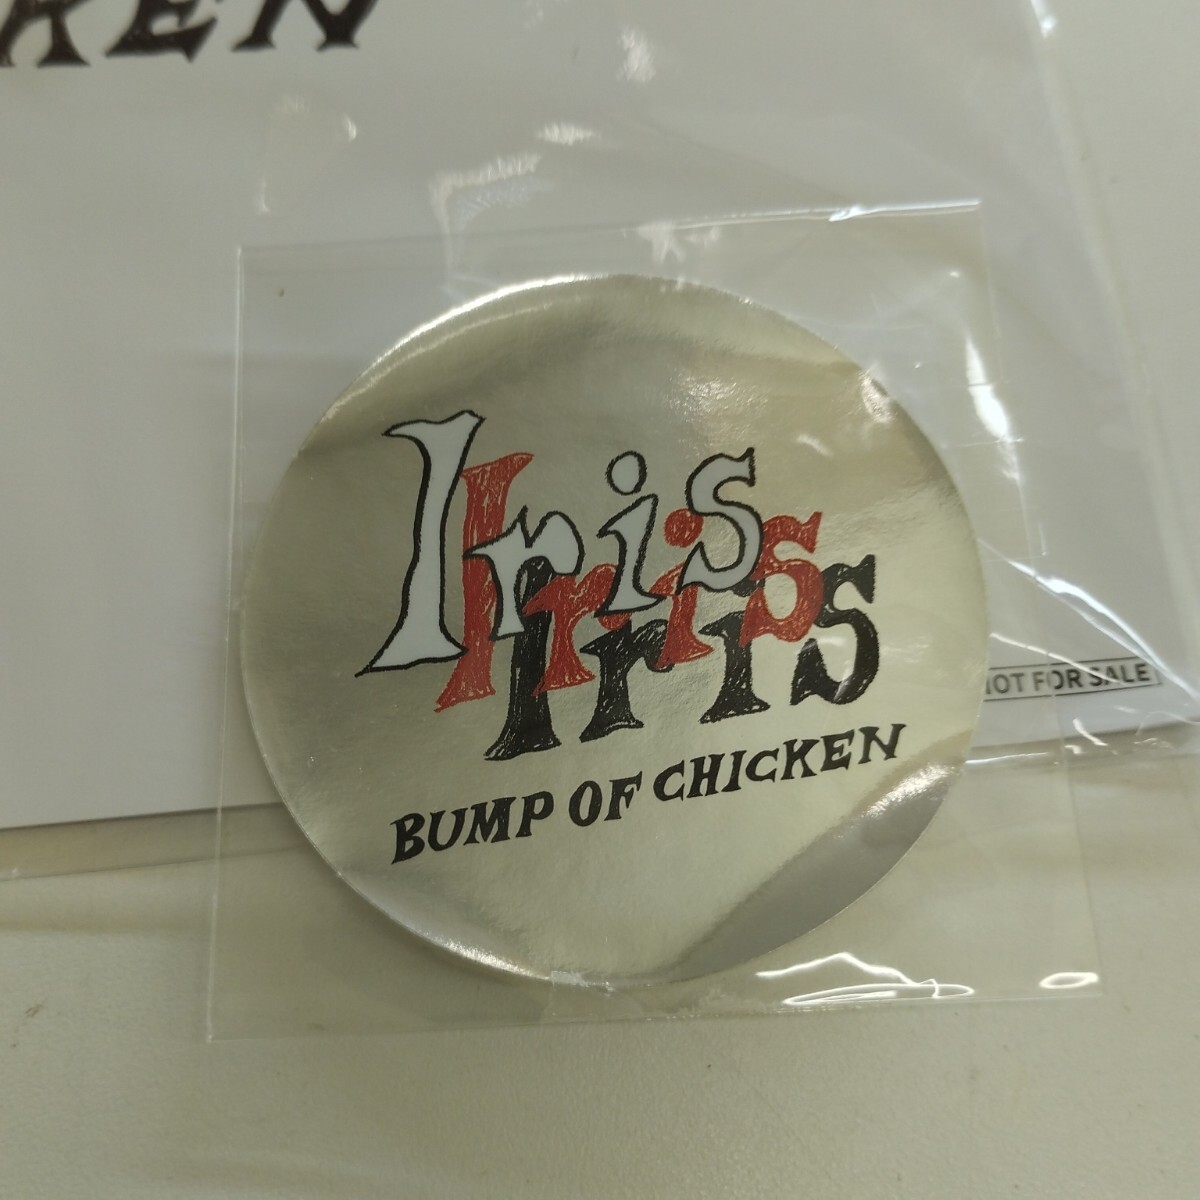 KEN
Iris
Iris
Iris
BUMP OF CHICKEN
NOT FOR SALE